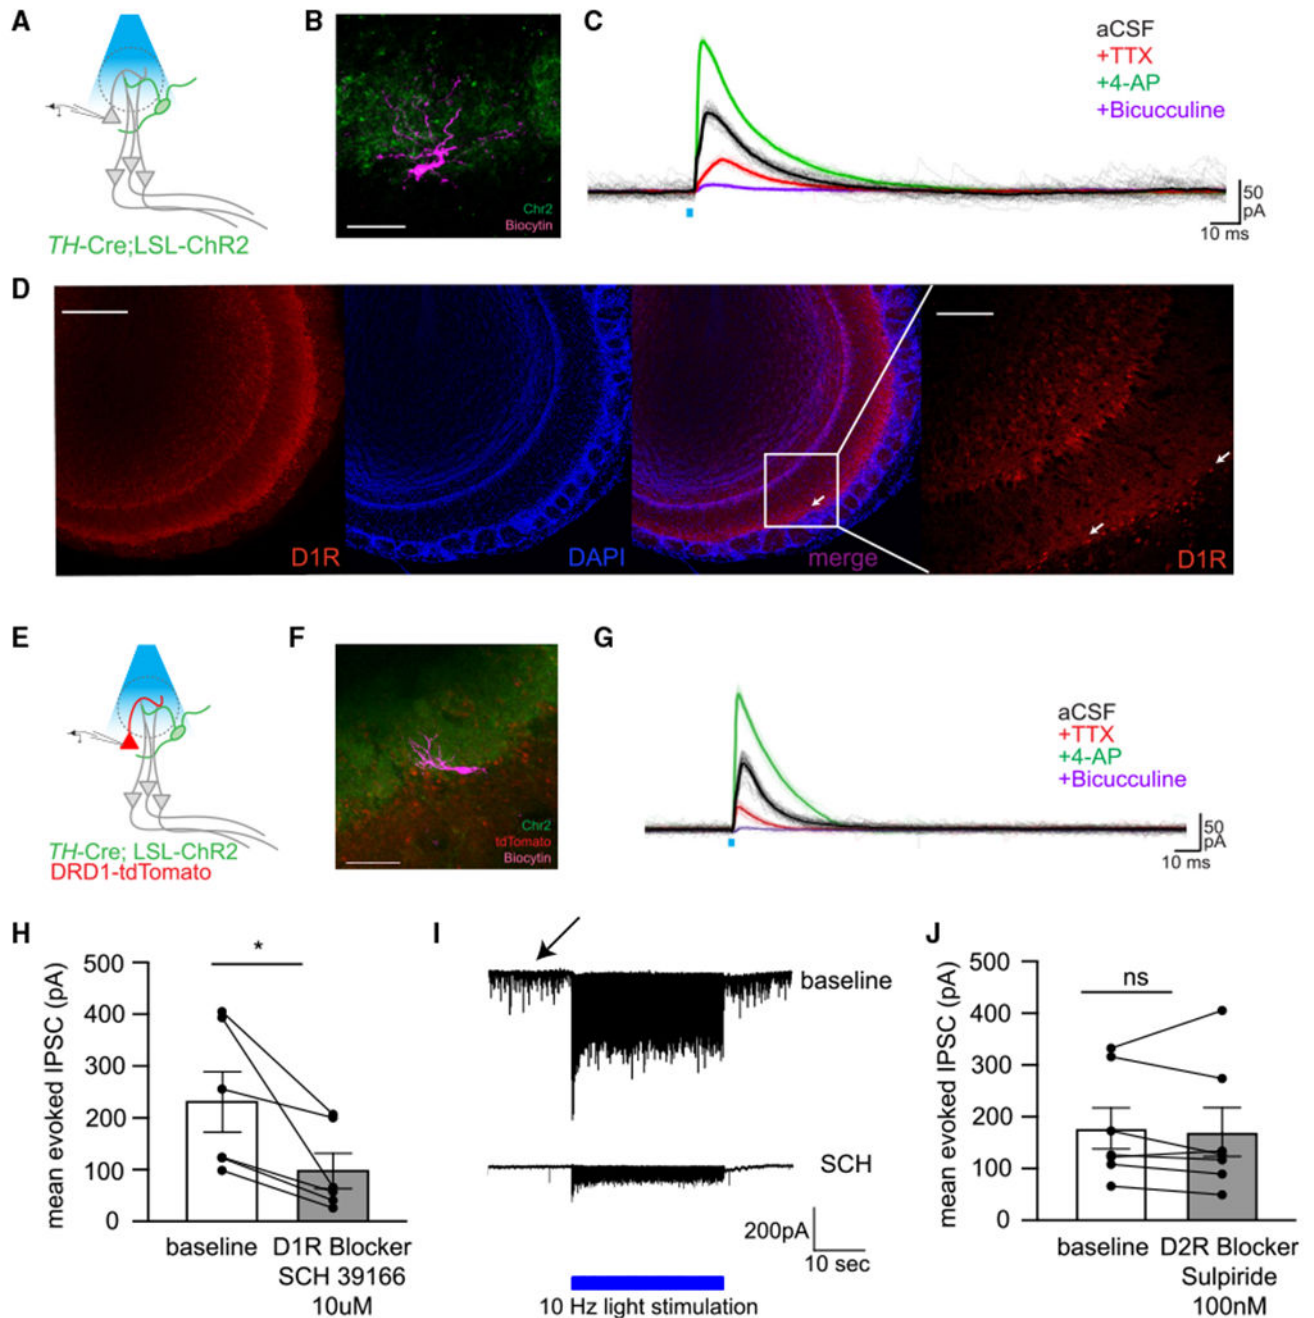 A
TH-Cre;LSL-ChR2
B
Chr2
Biocytin
C
aCSF
+TTX
+4-AP
+Bicucculine
50
pA
10 ms
D
D1R
DAPI
merge
D1R
E
TH-Cre; LSL-ChR2
DRD1-tdTomato
F
Chr2
tdTomato
Biocytin
G
aCSF
+TTX
+4-AP
+Bicucculine
50
pA
10 ms
H
mean evoked IPSC (pA)
500
400
300
200
100
0
*
baseline
D1R Blocker
SCH 39166
10uM
I
baseline
SCH
200pA
10 sec
10 Hz light stimulation
J
mean evoked IPSC (pA)
500
400
300
200
100
0
ns
baseline
D2R Blocker
Sulpiride
100nM